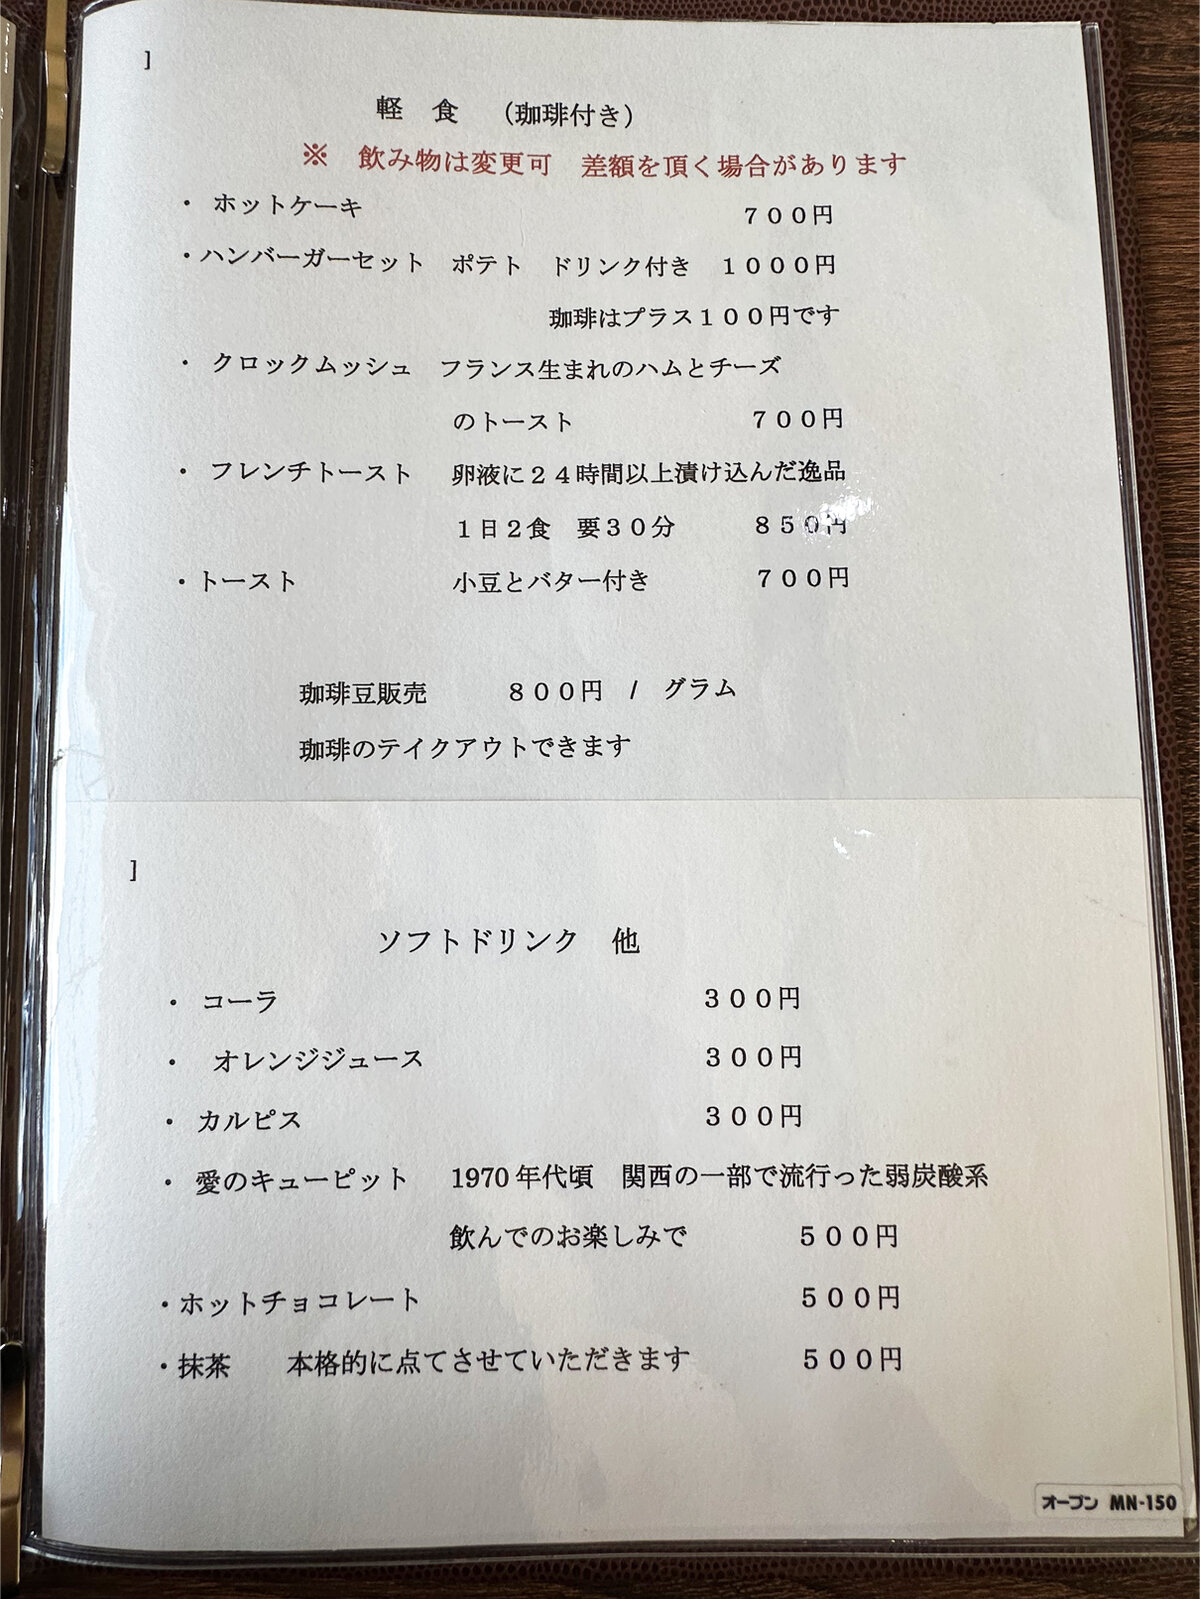 ]
軽　食　（珈琲付き）
※　飲み物は変更可　差額を頂く場合があります
・ ホットケーキ　７００円
・ハンバーガーセット　ポテト　ドリンク付き　１０００円
珈琲はプラス１００円です
・ クロックムッシュ　フランス生まれのハムとチーズ
のトースト　７００円
・ フレンチトースト　卵液に２４時間以上漬け込んだ逸品
１日２食　要３０分　８５０円
・トースト　小豆とバター付き　７００円
珈琲豆販売　８００円　/　グラム
珈琲のテイクアウトできます
]
ソフトドリンク　他
・ コーラ　３００円
・ オレンジジュース　３００円
・ カルピス　３００円
・ 愛のキューピット　1970 年代頃　関西の一部で流行った弱炭酸系
飲んでのお楽しみで　５００円
・ホットチョコレート　５００円
・抹茶　本格的に点てさせていただきます　５００円
オープン MN-150